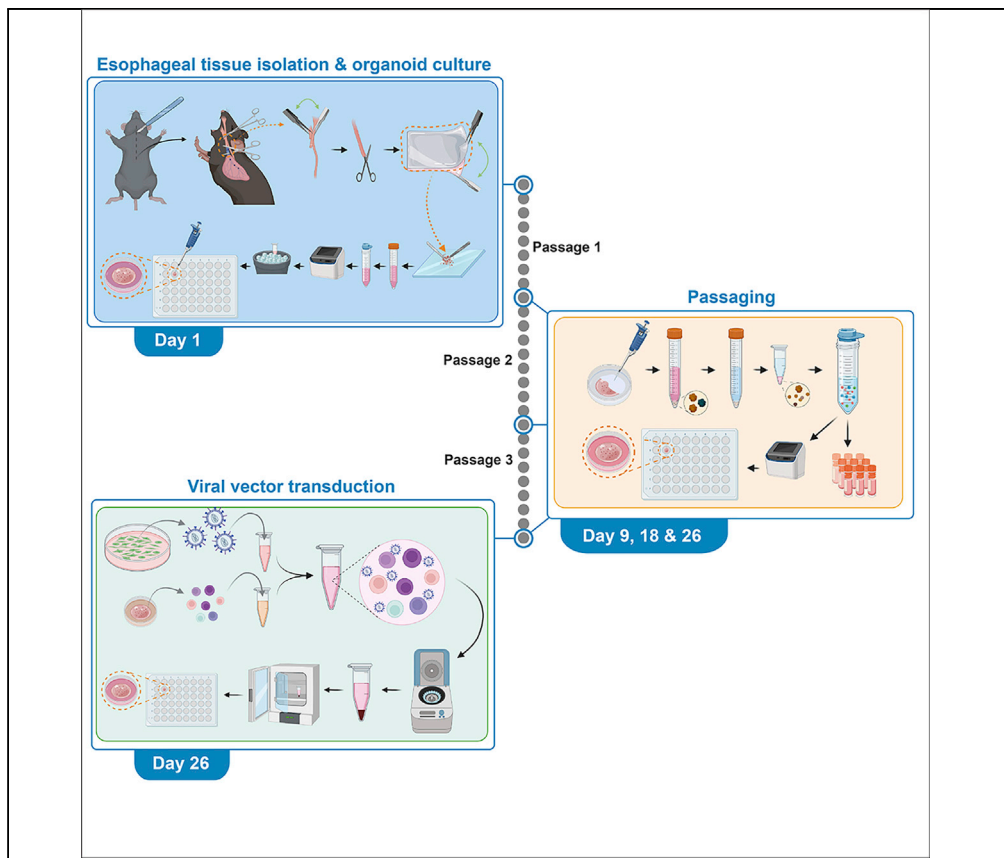 Esophageal tissue isolation & organoid culture
Day 1
Passage 1
Passaging
Passage 2
Passage 3
Day 9, 18 & 26
Viral vector transduction
Day 26